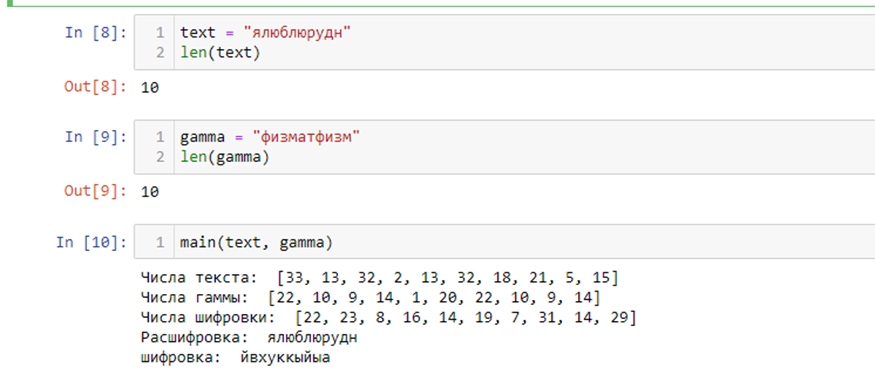 In [8]: 1 text = "ялюблюрудн"
2 len(text)
Out[8]: 10
In [9]: 1 gamma = "физматфизм"
2 len(gamma)
Out[9]: 10
In [10]: 1 main(text, gamma)
Числа текста:  [33, 13, 32, 2, 13, 32, 18, 21, 5, 15]
Числа гаммы:  [22, 10, 9, 14, 1, 20, 22, 10, 9, 14]
Числа шифровки:  [22, 23, 8, 16, 14, 19, 7, 31, 14, 29]
Расшифровка:  ялюблюрудн
шифровка:  йвхуккыйыа